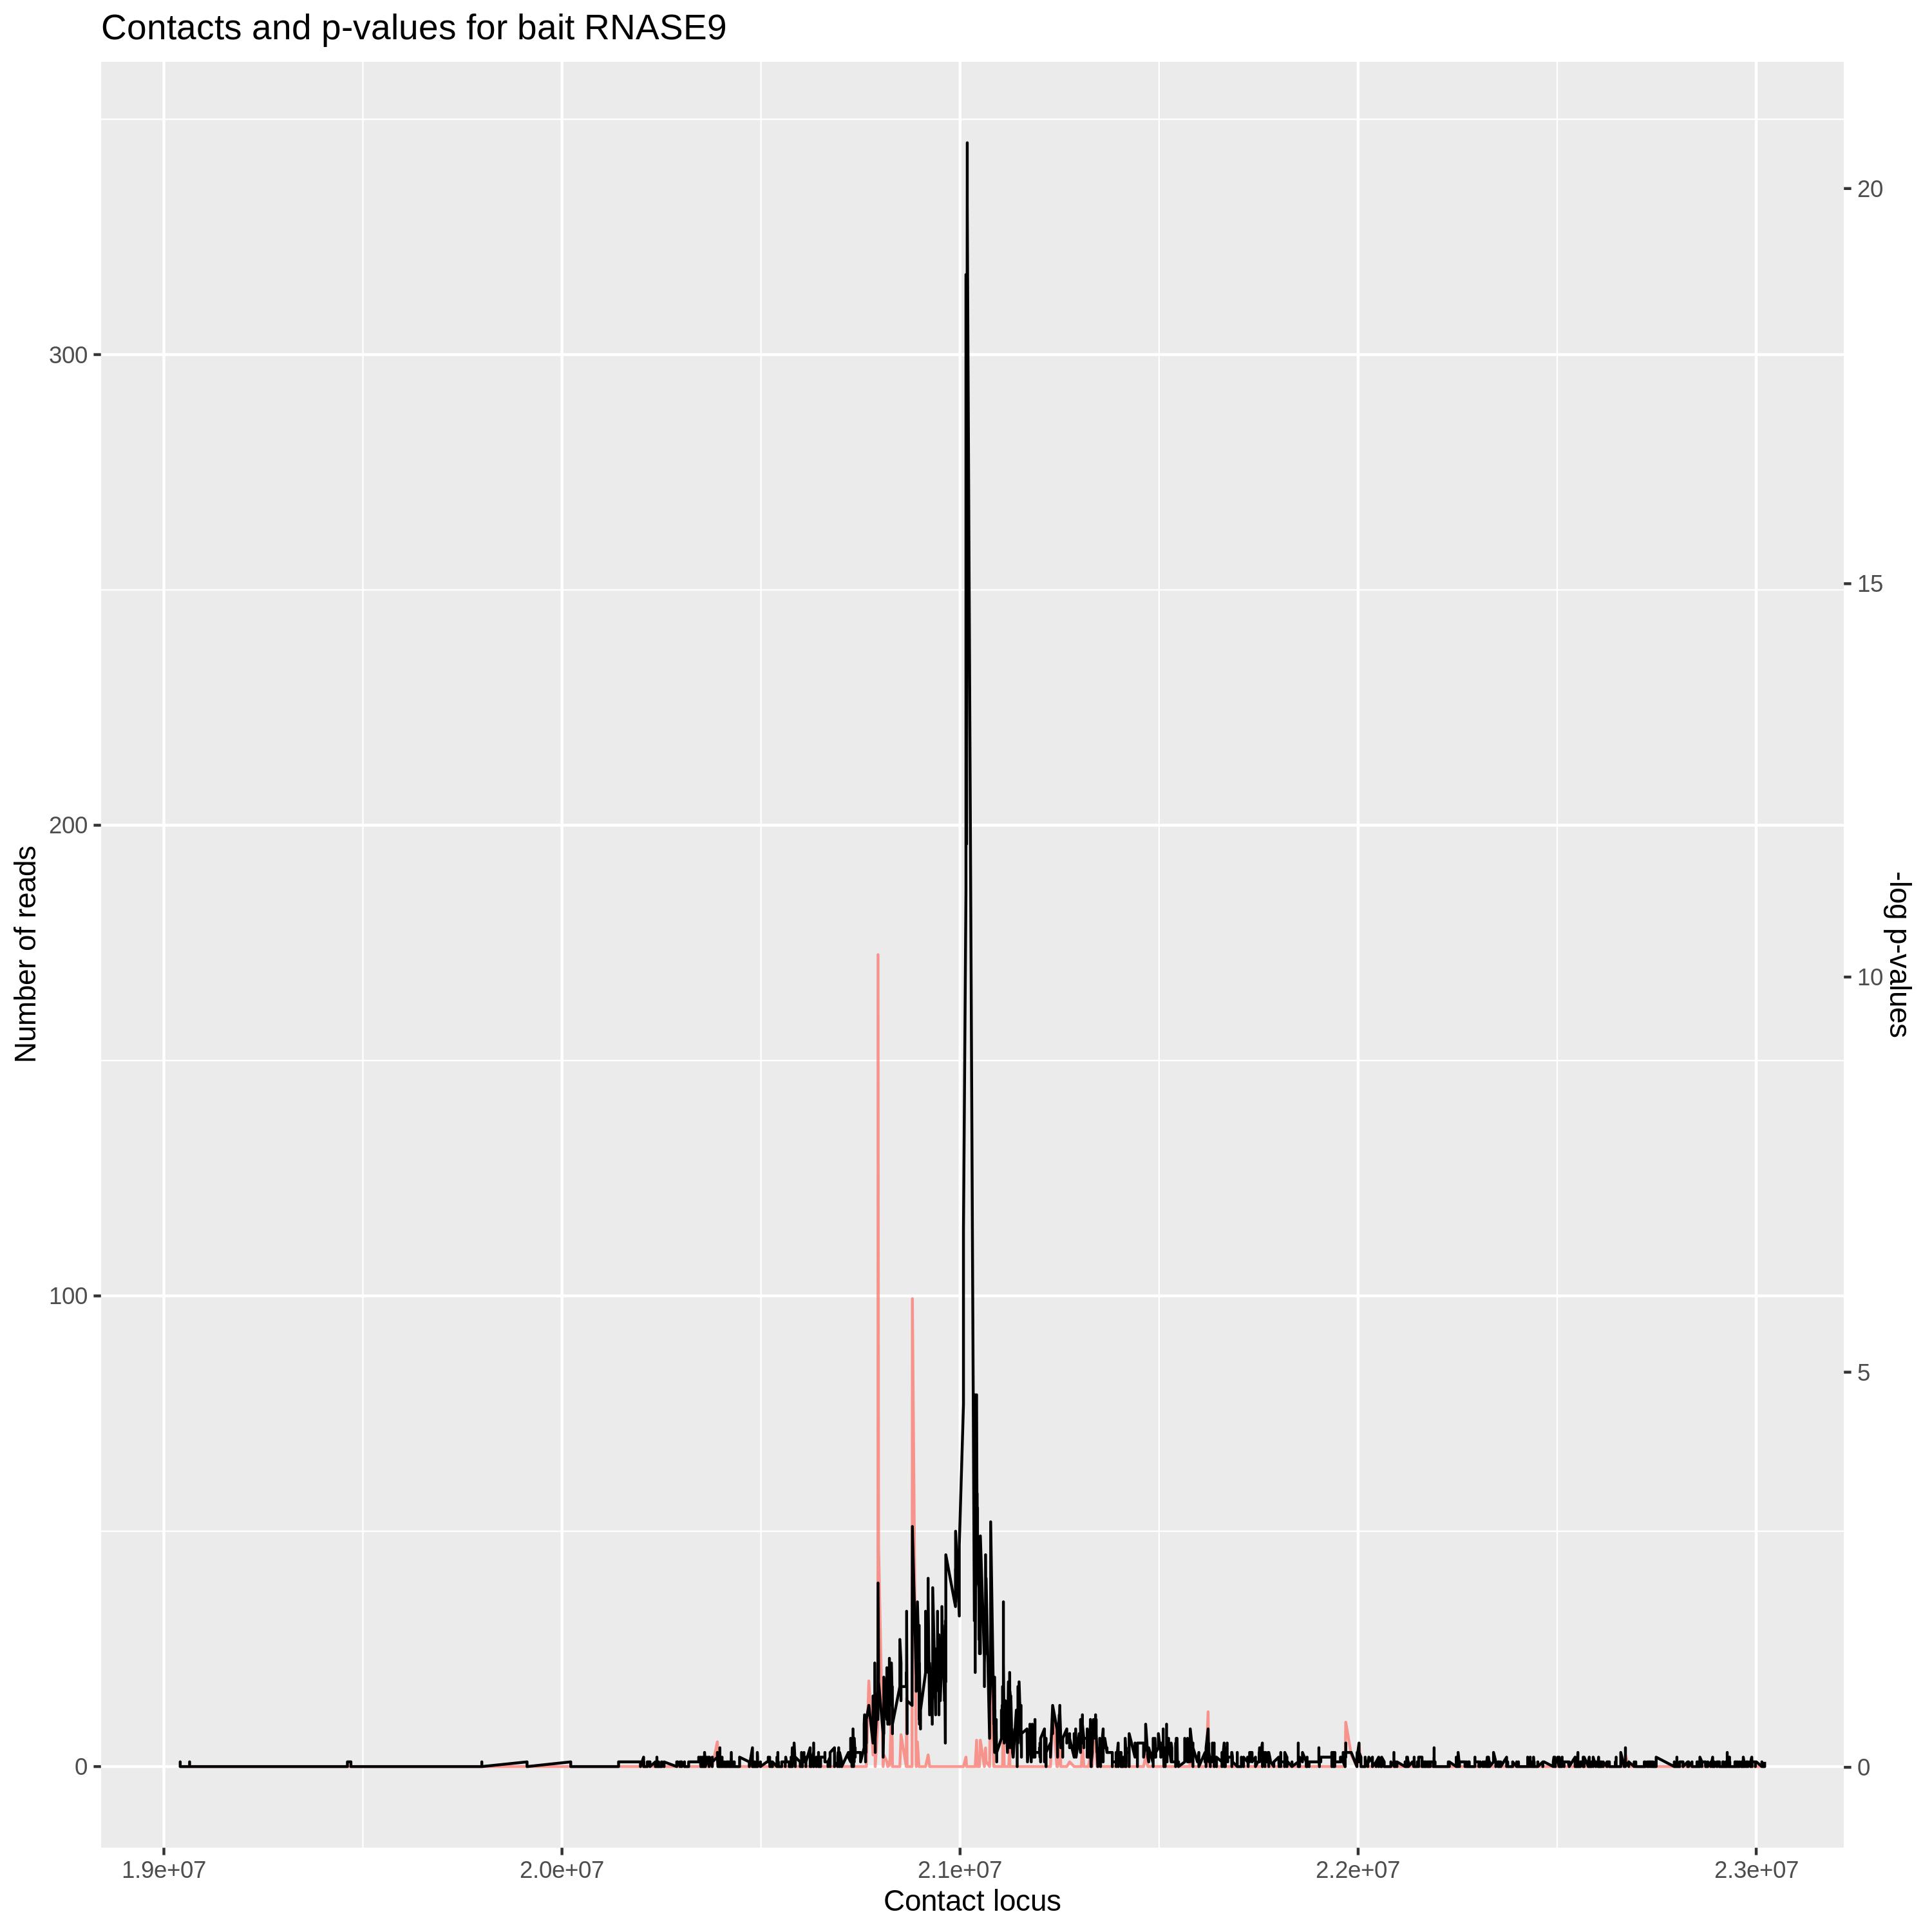 Contacts and p-values for bait RNASE9
300
200
100
0
Number of reads
20
15
10
5
0
-log p-values
1.9e+07 2.0e+07 2.1e+07 2.2e+07 2.3e+07
Contact locus